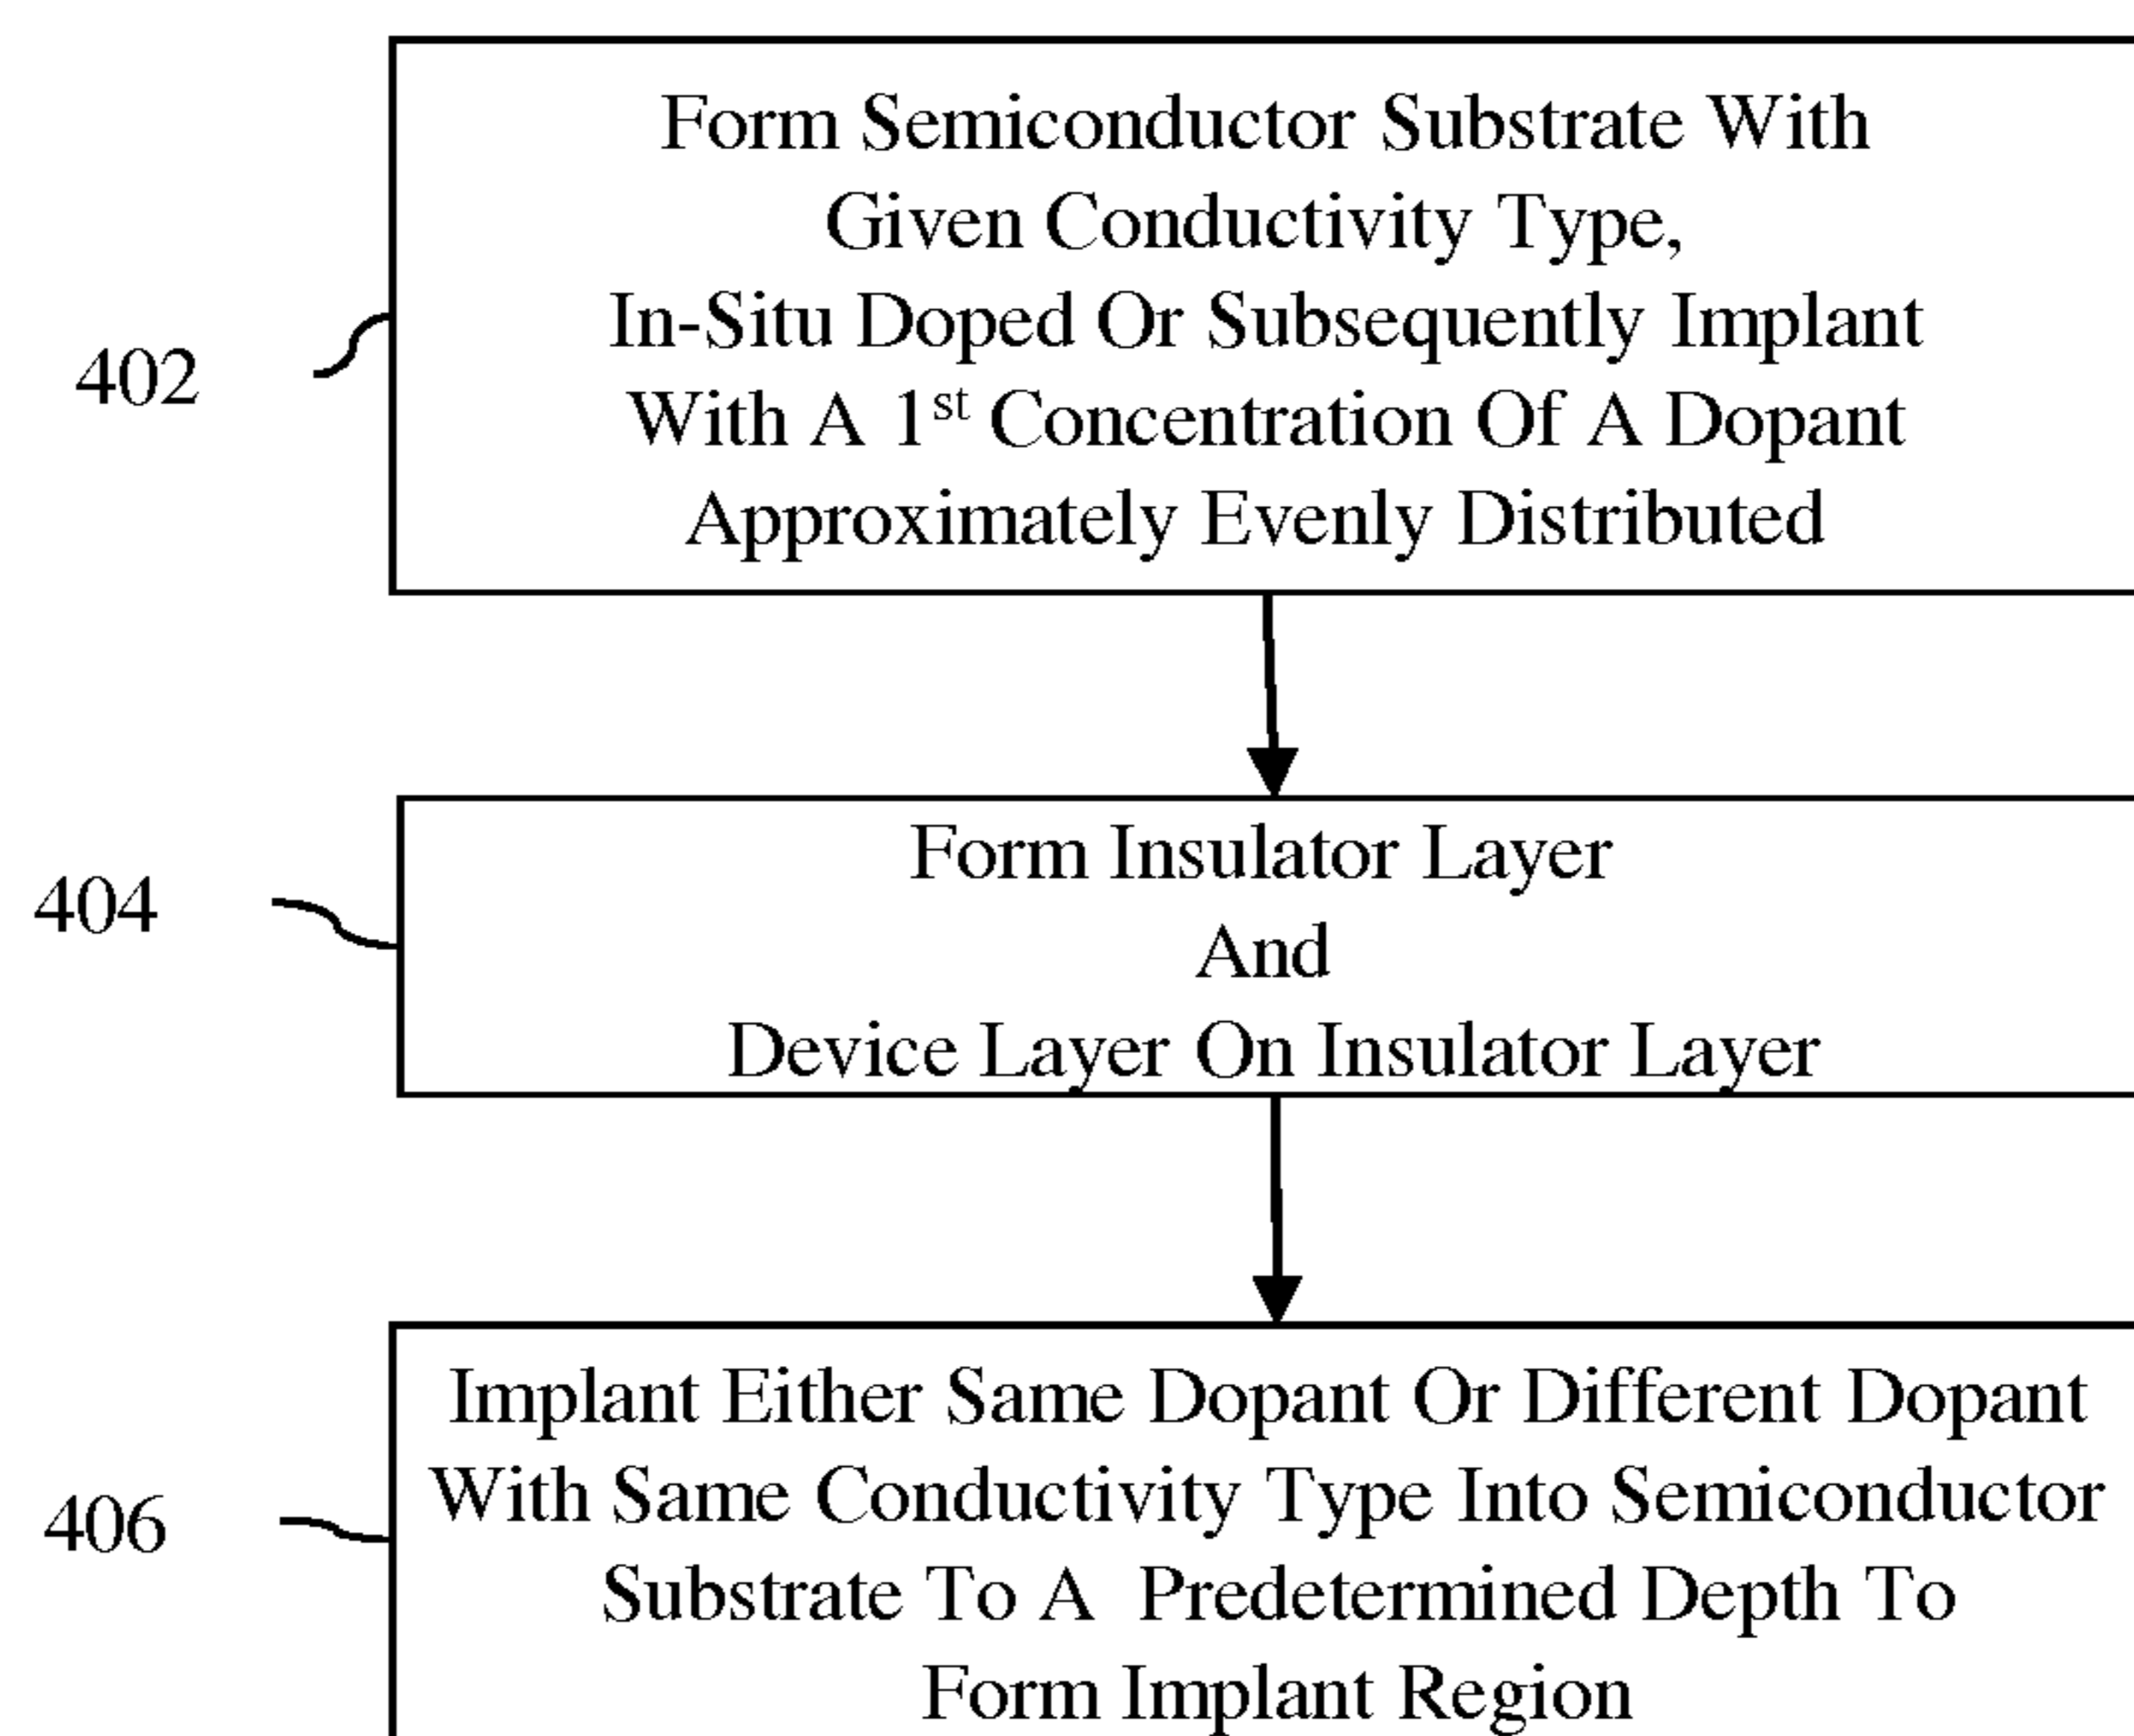 Form Semiconductor Substrate With
Given Conductivity Type,
In-Situ Doped Or Subsequently Implant
402
With A 1st Concentration Of A Dopant
Approximately Evenly Distributed
Form Insulator Layer
404
And
Device Layer On Insulator Layer
Implant Either Same Dopant Or Different Dopant
With Same Conductivity Type Into Semiconductor
406
Substrate To A Predetermined Depth To
Form Implant Region